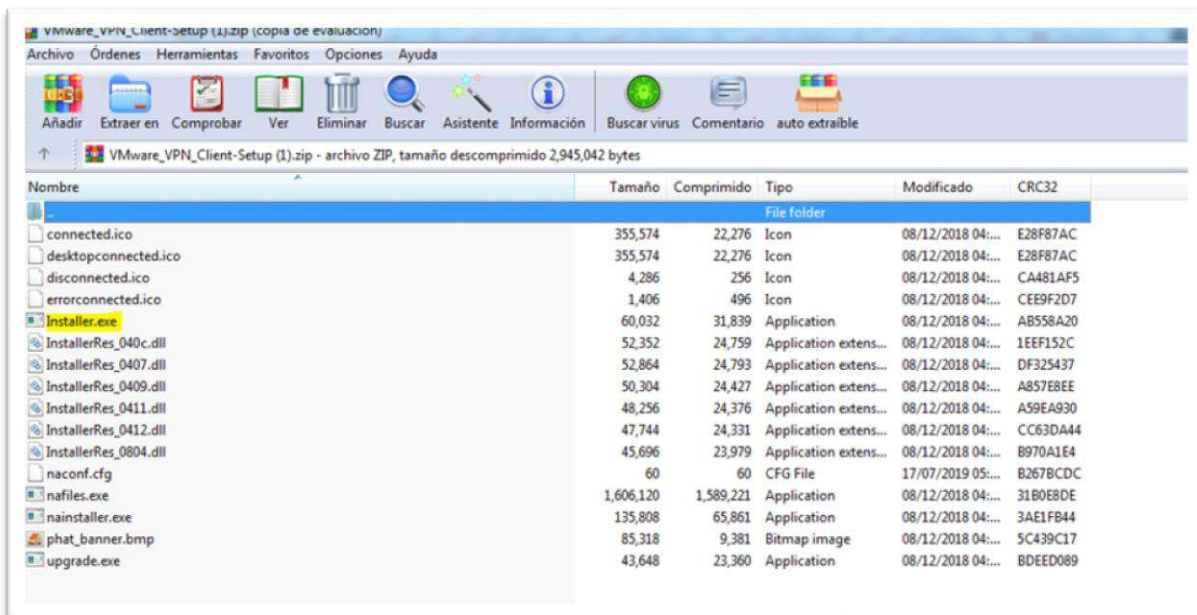 VMware_VPN_Client-Setup (1).zip (copia de evaluación)
Archivo Órdenes Herramientas Favoritos Opciones Ayuda
Añadir Extraer en Comprobar Ver Eliminar Buscar Asistente Información Buscar virus Comentario auto extraíble
VMware_VPN_Client-Setup (1).zip - archivo ZIP, tamaño descomprimido 2,945,042 bytes
Nombre Tamaño Comprimido Tipo Modificado CRC32
.. File folder
connected.ico 355,574 22,276 Icon 08/12/2018 04:... E28F87AC
desktopconnected.ico 355,574 22,276 Icon 08/12/2018 04:... E28F87AC
disconnected.ico 4,286 256 Icon 08/12/2018 04:... CA481AF5
errorconnected.ico 1,406 496 Icon 08/12/2018 04:... CEE9F2D7
Installer.exe 60,032 31,839 Application 08/12/2018 04:... AB558A20
InstallerRes_040c.dll 52,352 24,759 Application extens... 08/12/2018 04:... 1EEF152C
InstallerRes_0407.dll 52,864 24,793 Application extens... 08/12/2018 04:... DF325437
InstallerRes_0409.dll 50,304 24,427 Application extens... 08/12/2018 04:... A857E8EE
InstallerRes_0411.dll 48,256 24,376 Application extens... 08/12/2018 04:... A59EA930
InstallerRes_0412.dll 47,744 24,331 Application extens... 08/12/2018 04:... CC63DA44
InstallerRes_0804.dll 45,696 23,979 Application extens... 08/12/2018 04:... B970A1E4
naconf.cfg 60 60 CFG File 17/07/2019 05:... B267BCDC
nafiles.exe 1,606,120 1,589,221 Application 08/12/2018 04:... 31B0E8DE
nainstaller.exe 135,808 65,861 Application 08/12/2018 04:... 3AE1FB44
phat_banner.bmp 85,318 9,381 Bitmap image 08/12/2018 04:... 5C439C17
upgrade.exe 43,648 23,360 Application 08/12/2018 04:... BDEED089